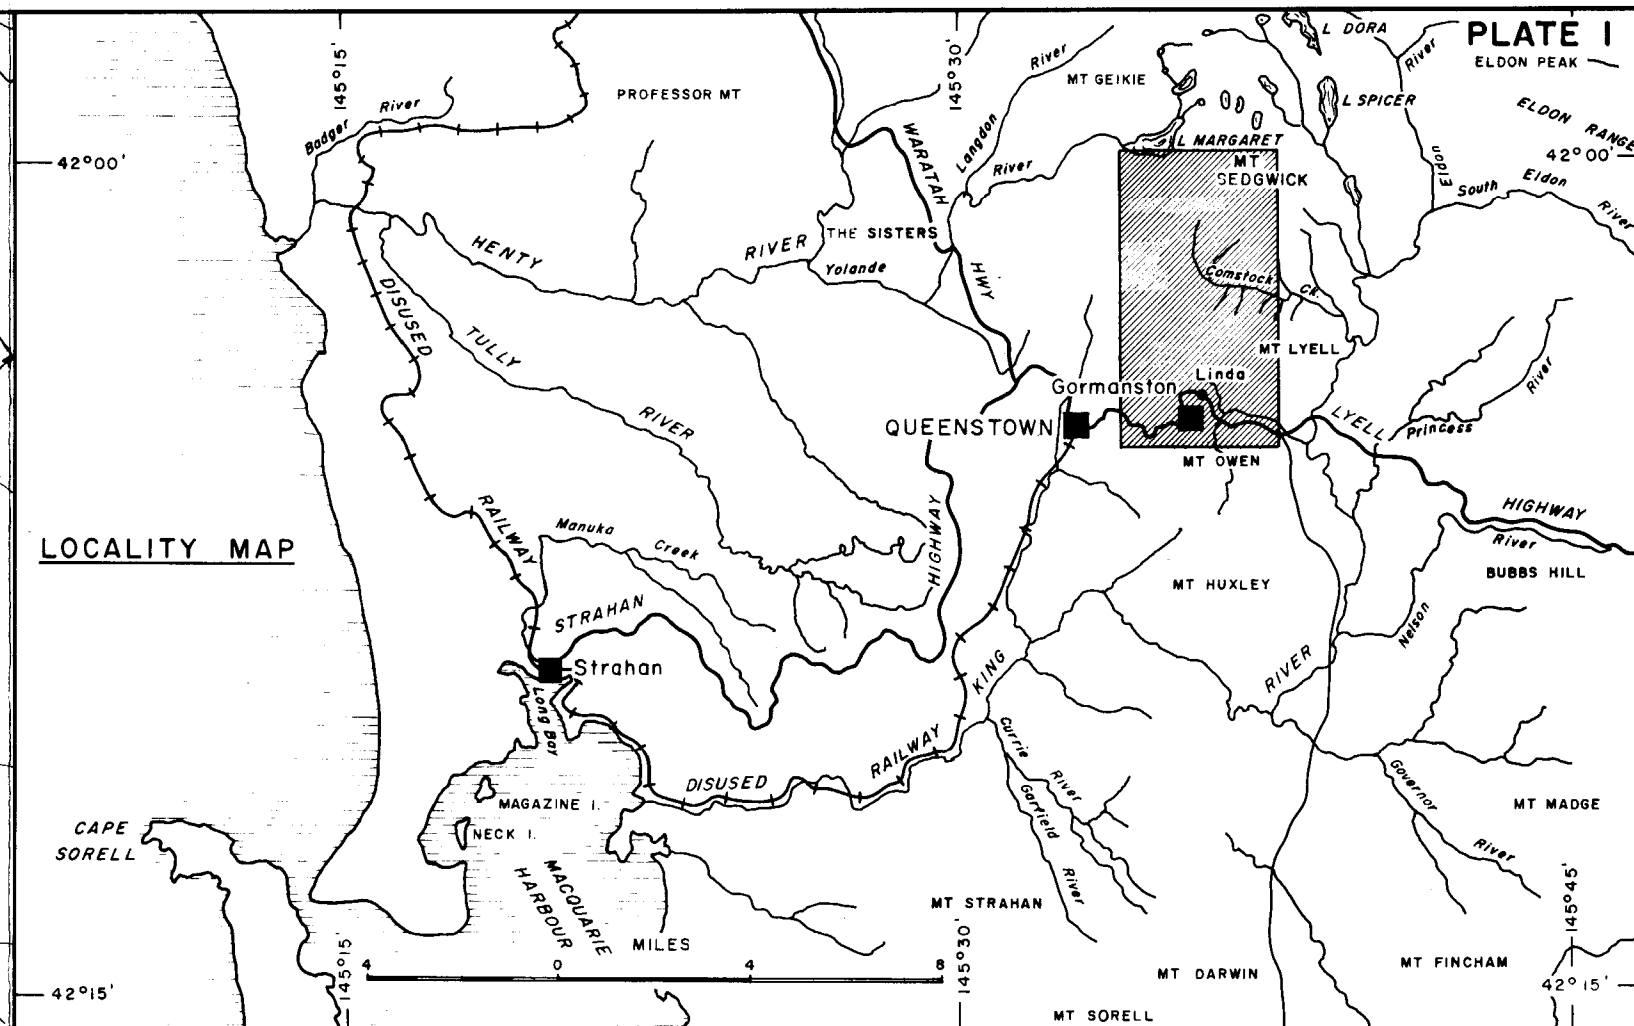 PLATE I
L DORA
River
ELDON PEAK
145°15'
145°30'
River
MT GEIKIE
PROFESSOR MT
L SPICER
ELDON RANGE
Badger River
WARATAH
Langdon
River
L MARGARET
42°00'
42°00'
MT
SEDGWICK
Eldon
South Eldon
River
HENTY
RIVER
THE SISTERS
Yolande
HWY
Comstock Ck.
DISUSED
TULLY
MT LYELL
River
Linda
Gormanston
RIVER
QUEENSTOWN
LYELL
Princess
MT OWEN
RAILWAY
HIGHWAY
HIGHWAY
River
LOCALITY MAP
Manuka Creek
BUBBS HILL
MT HUXLEY
STRAHAN
Nelson
Strahan
KING
RIVER
Long Bay
Currie
River
RAILWAY
DISUSED
Garfield
River
Governor
River
MAGAZINE I.
MT MADGE
CAPE
SORELL
NECK I.
MACQUARIE
HARBOUR
MT STRAHAN
145°45'
MILES
145°15'
4 0 4 8
145°30'
MT DARWIN
MT FINCHAM
42°15'
42°15'
MT SORELL